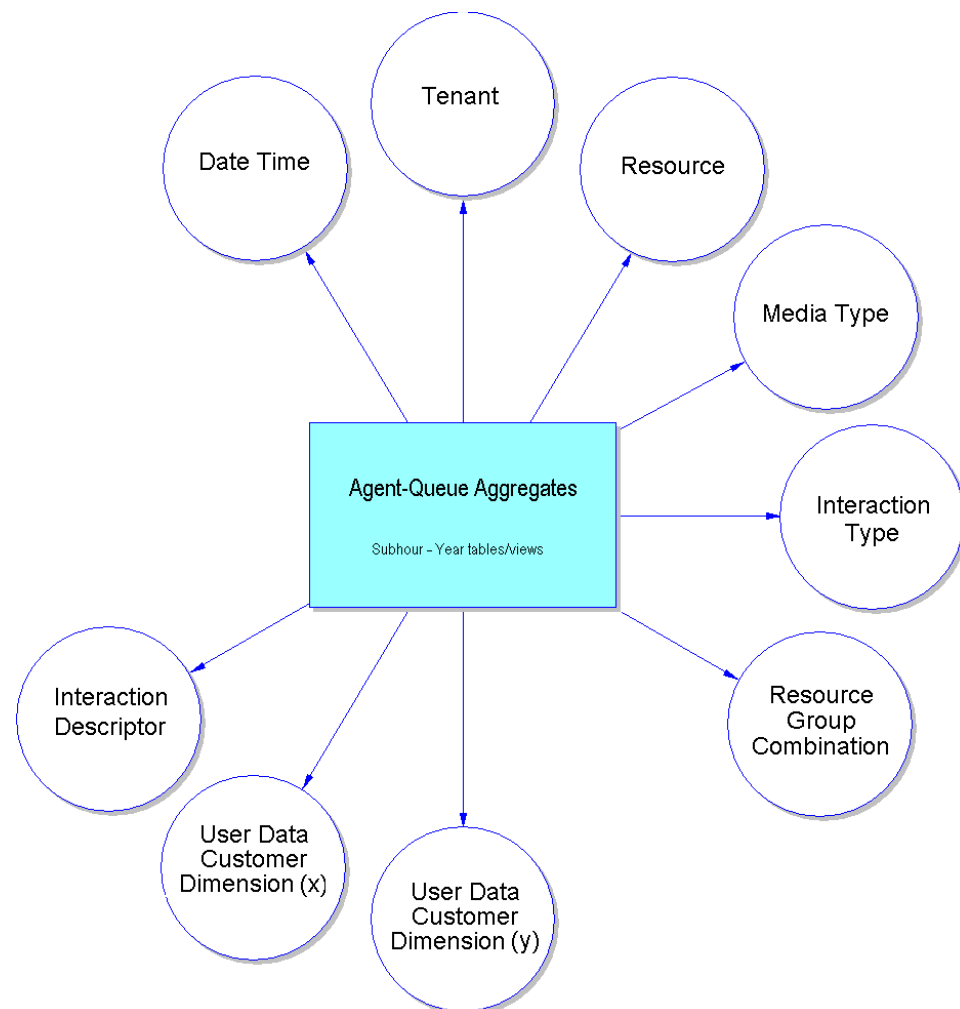 Tenant
Date Time
Resource
Media Type
Agent-Queue Aggregates
Subhour - Year tables/views
Interaction
Type
Interaction
Descriptor
Resource
Group
Combination
User Data
Customer
Dimension (x)
User Data
Customer
Dimension (y)